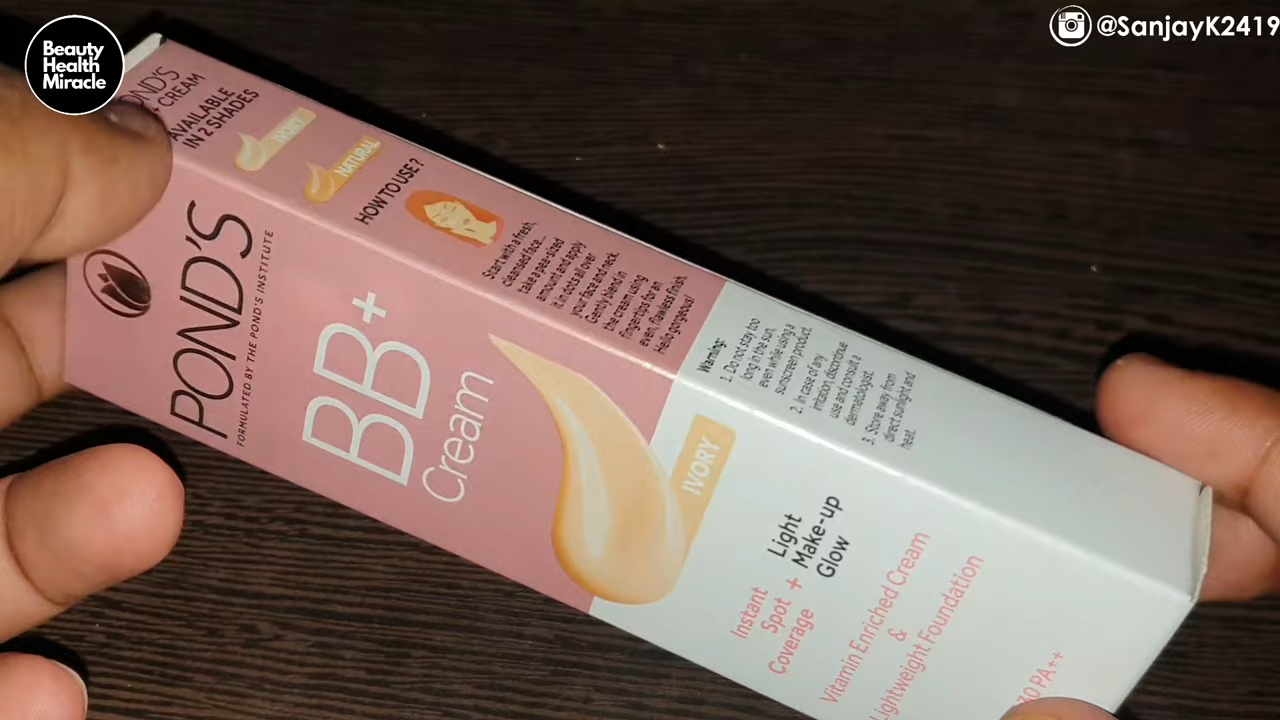 Beauty
Health
Miracle
@SanjayK2419
POND'S
CREAM
AVAILABLE
IN 2 SHADES
IVORY
NATURAL
HOW TO USE?
Start with a fresh,
cleansed face...
take a pea-sized
amount and apply
it in dots all over
your face and neck.
Gently blend in
the cream using
fingertips for an
even, flawless finish.
Hello gorgeous!
Warning:
1. Do not stay too
long in the sun,
even while using a
sunscreen product.
2. In case of any
irritation, discontinue
use and consult a
dermatologist.
3. Store away from
direct sunlight and
heat.
POND'S
FORMULATED BY THE POND'S INSTITUTE
BB+
Cream
IVORY
Instant
Spot
Coverage
+
Light
Make-up
Glow
Vitamin Enriched Cream
&
Lightweight Foundation
30 PA++